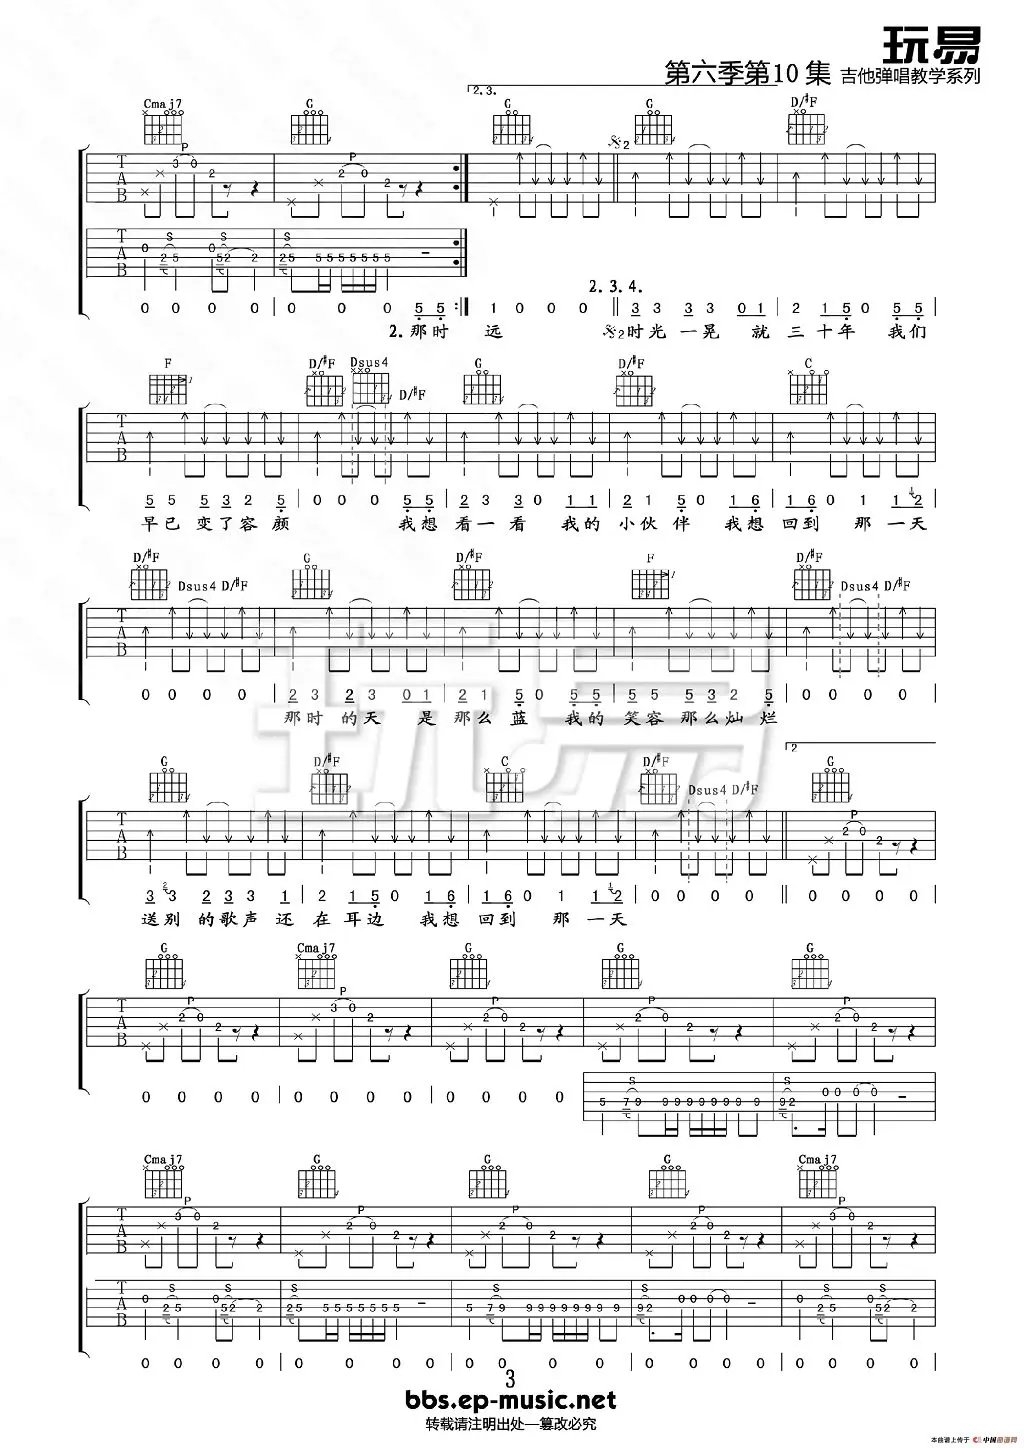 玩易
第六季第10 集 吉他弹唱教学系列
2.3.
Cmaj7 G G G D/#F
2.3.4.
0 0 0 0 | 0 0 0 5 5 :| 1 0 0 0 || 3 3 3 3 0 0 1 | 2 1 5 0 5 5 |
2.那时 远 时光一晃 就 三十年 我们
F D/#F Dsus4 D/#F G D/#F C
5 5 5 3 2 5 | 0 0 0 5 5 | 2 3 3 0 1 1 | 2 1 5 0 1 6 | 1 6 0 1 1 2 |
早已 变了容颜 我想 看一看 我的 小伙伴 我想 回到 那一天
D/#F Dsus4 D/#F G D/#F F D/#F Dsus4 D/#F
0 0 0 0 | 2 3 2 3 0 1 | 2 1 5 0 5 5 | 5 5 5 3 2 5 | 0 0 0 0 |
那时 的天 是 那么 蓝 我的 笑容 那么灿烂
2
G D/#F C D/#F Dsus4 D/#F G
3 3 2 3 3 1 | 2 1 5 0 1 6 | 1 6 0 1 1 2 | 0 0 0 0 || 0 0 0 0 |
送别 的歌声 还 在 耳边 我想 回到 那一天
G Cmaj7 G G G
0 0 0 0 | 0 0 0 0 | 0 0 0 0
Cmaj7 G G G Cmaj7
0 0 0 0 | 0 0 0 0 | 0 0 0 0 | 0 0 0 0 | 0 0 0 0 |
3
bbs.ep-music.net
转载请注明出处—篡改必究
本曲谱上传于 中国曲谱网